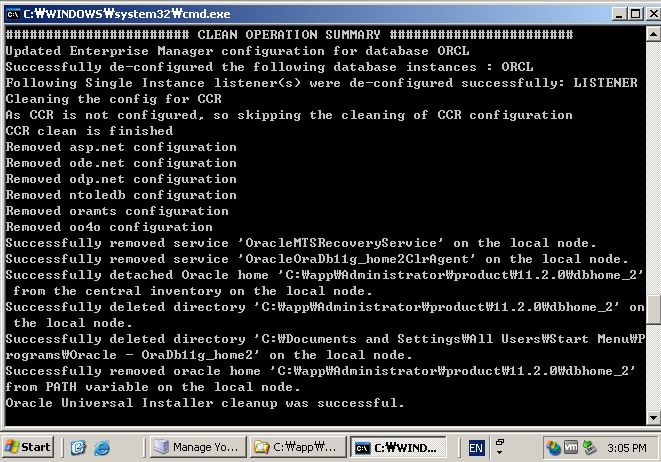 C:₩WINDOWS₩system32₩cmd.exe
####################### CLEAN OPERATION SUMMARY #######################
Updated Enterprise Manager configuration for database ORCL
Successfully de-configured the following database instances : ORCL
Following Single Instance listener(s) were de-configured successfully: LISTENER
Cleaning the config for CCR
As CCR is not configured, so skipping the cleaning of CCR configuration
CCR clean is finished
Removed asp.net configuration
Removed ode.net configuration
Removed odp.net configuration
Removed ntoledb configuration
Removed oramts configuration
Removed oo4o configuration
Successfully removed service 'OracleMTSRecoveryService' on the local node.
Successfully removed service 'OracleOraDb11g_home2ClrAgent' on the local node.
Successfully detached Oracle home 'C:₩app₩Administrator₩product₩11.2.0₩dbhome_2'
from the central inventory on the local node.
Successfully deleted directory 'C:₩app₩Administrator₩product₩11.2.0₩dbhome_2' on
the local node.
Successfully deleted directory 'C:₩Documents and Settings₩All Users₩Start Menu₩P
rograms₩Oracle - OraDb11g_home2' on the local node.
Successfully removed oracle home 'C:₩app₩Administrator₩product₩11.2.0₩dbhome_2'
from PATH variable on the local node.
Oracle Universal Installer cleanup was successful.
Start Manage Yo... C:₩app₩... C:₩WIND... EN vm 3:05 PM